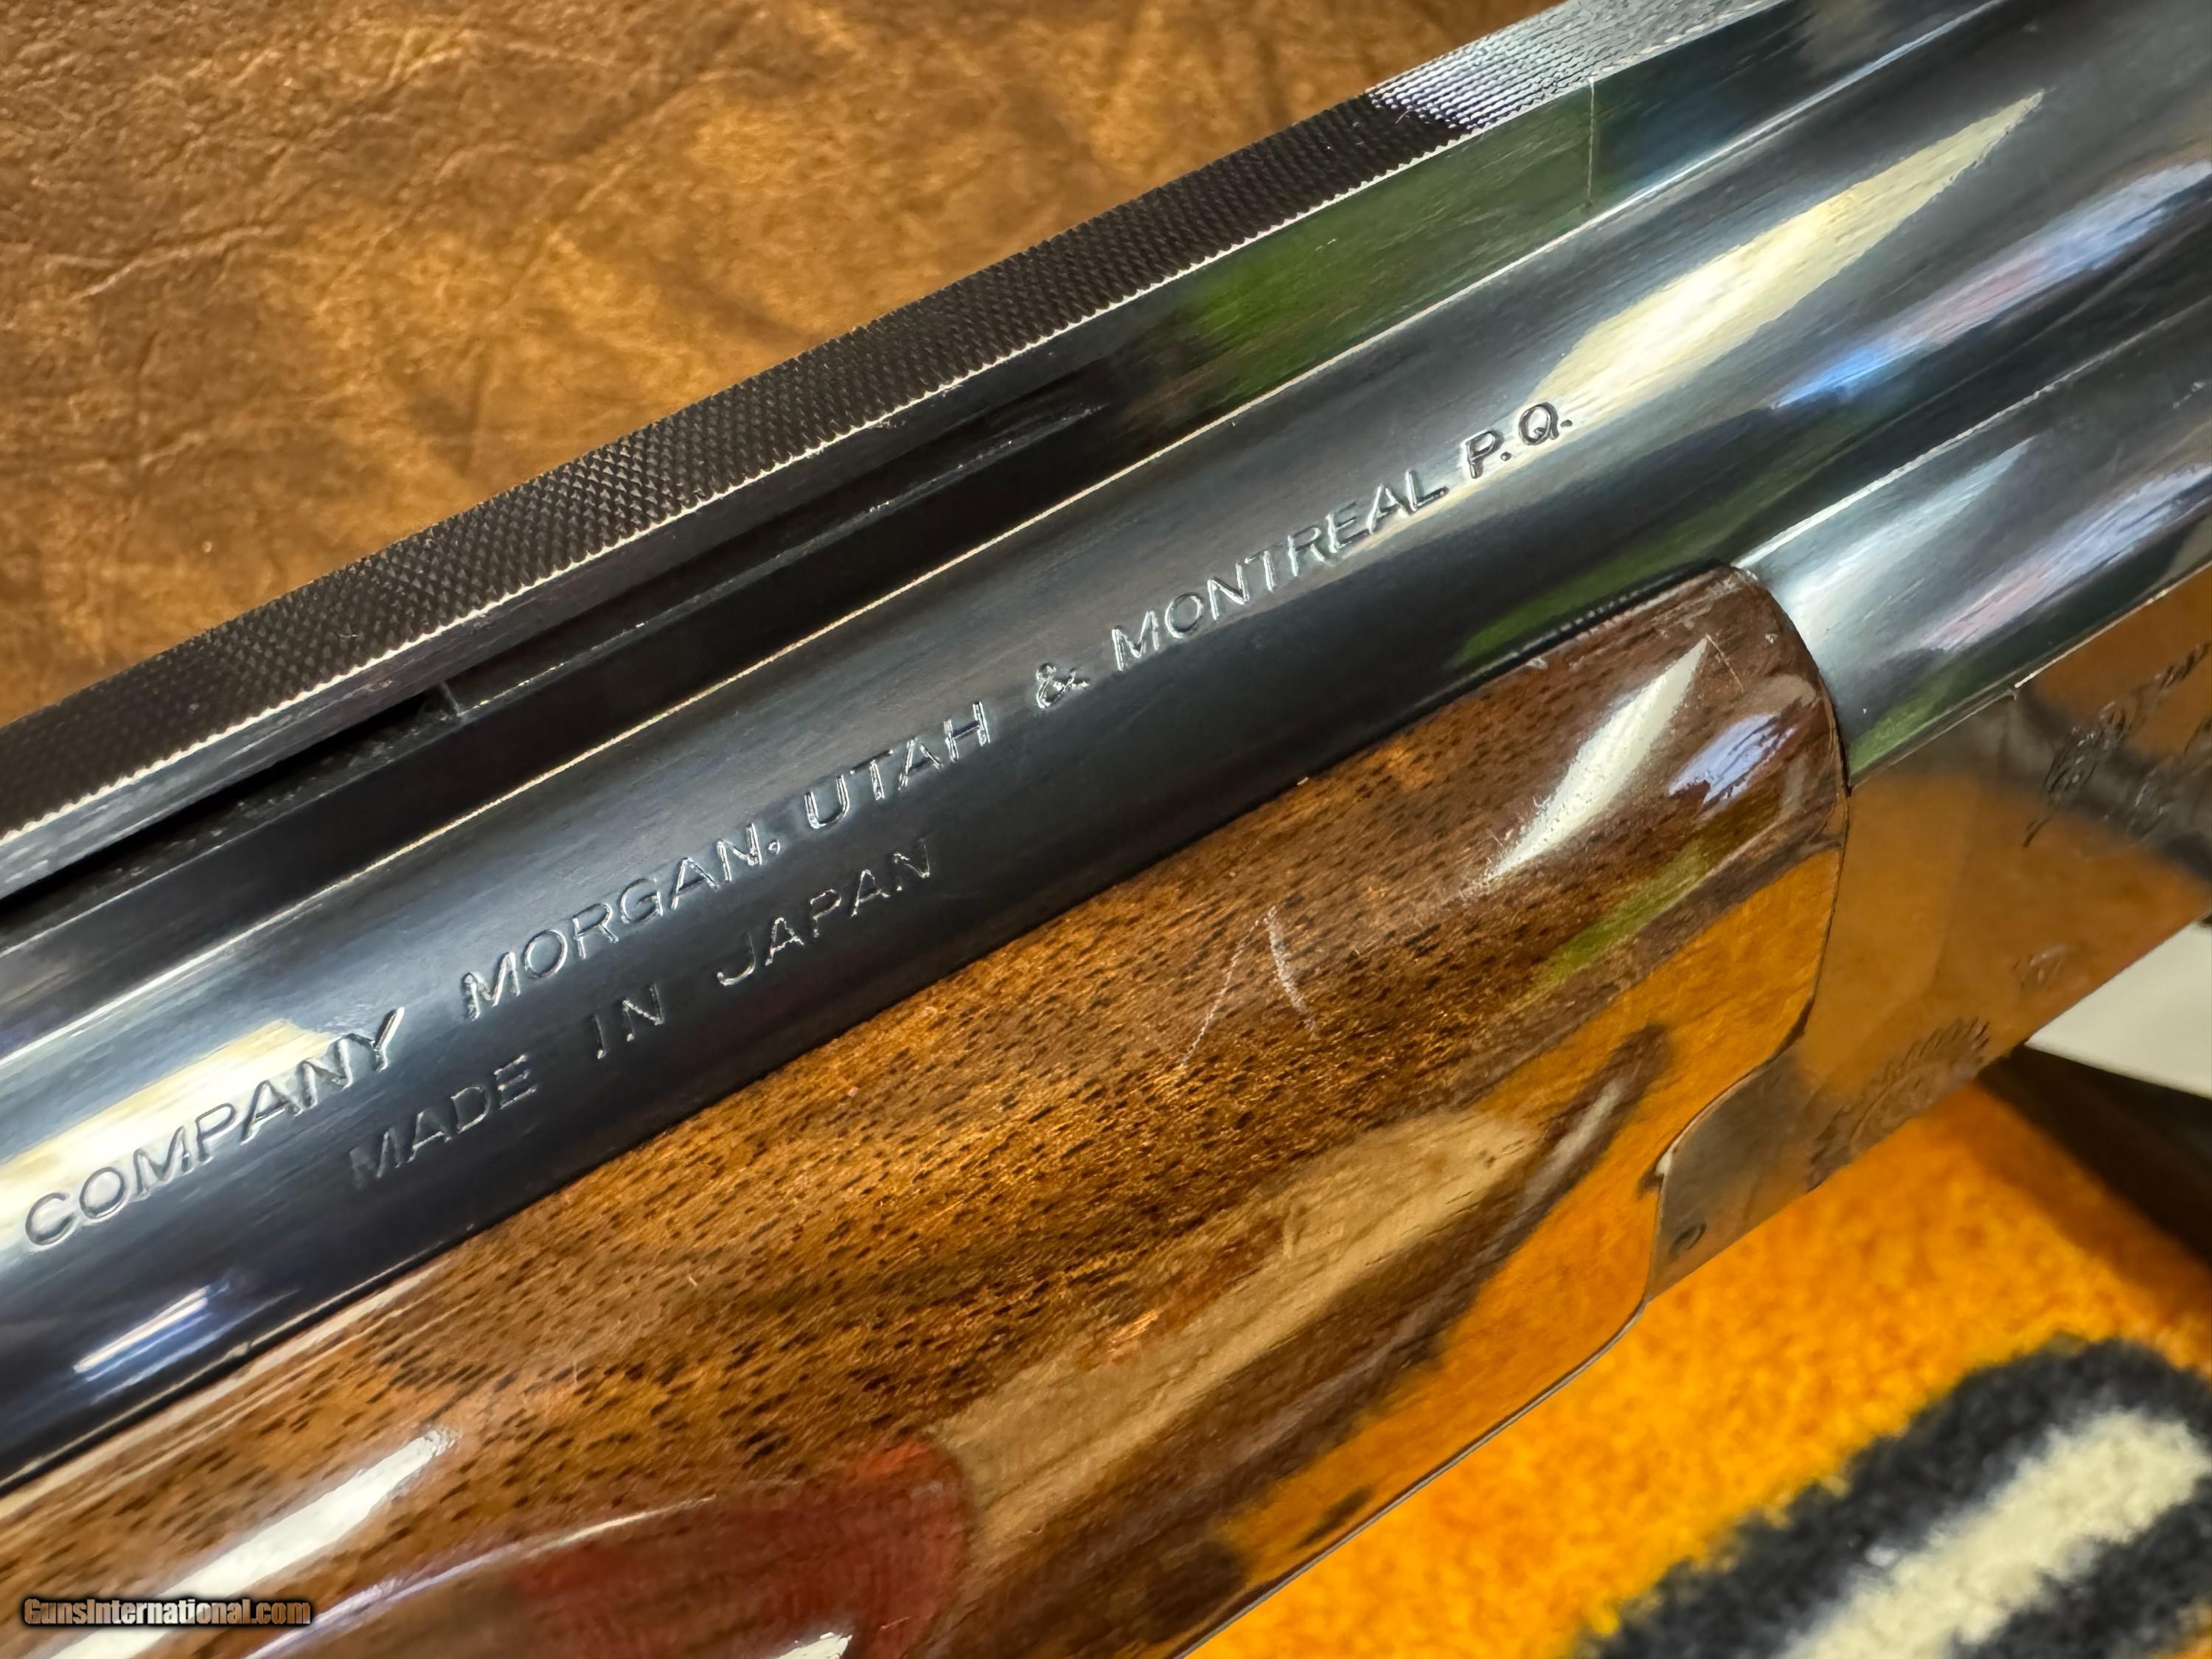 COMPANY MORGAN, UTAH & MONTREAL P.Q.
MADE IN JAPAN
GunsInternational.com